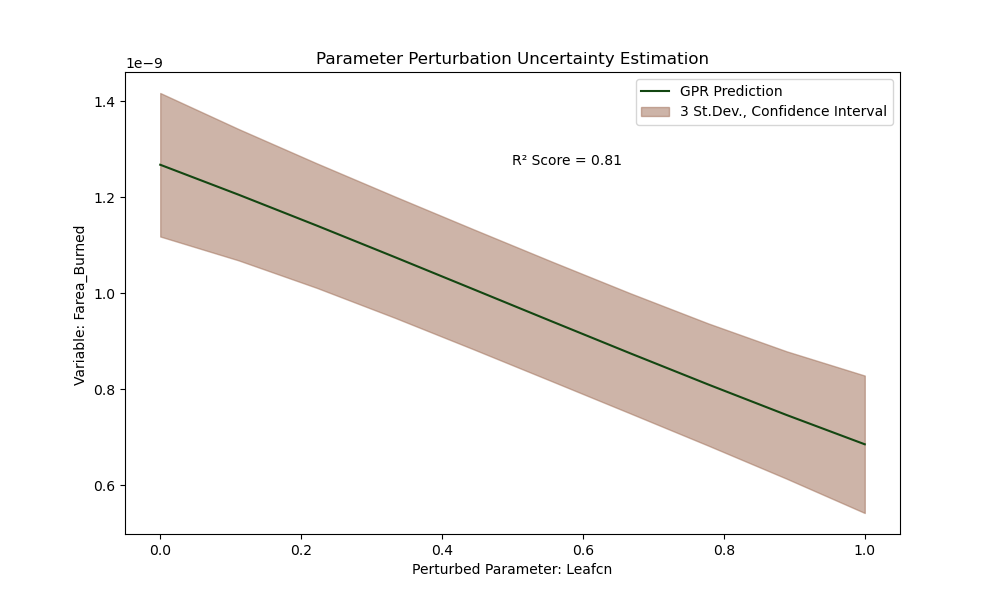 Parameter Perturbation Uncertainty Estimation
1e−9
GPR Prediction
3 St.Dev., Confidence Interval
R² Score = 0.81
1.4
1.2
1.0
0.8
0.6
Variable: Farea_Burned
0.0 0.2 0.4 0.6 0.8 1.0
Perturbed Parameter: Leafcn